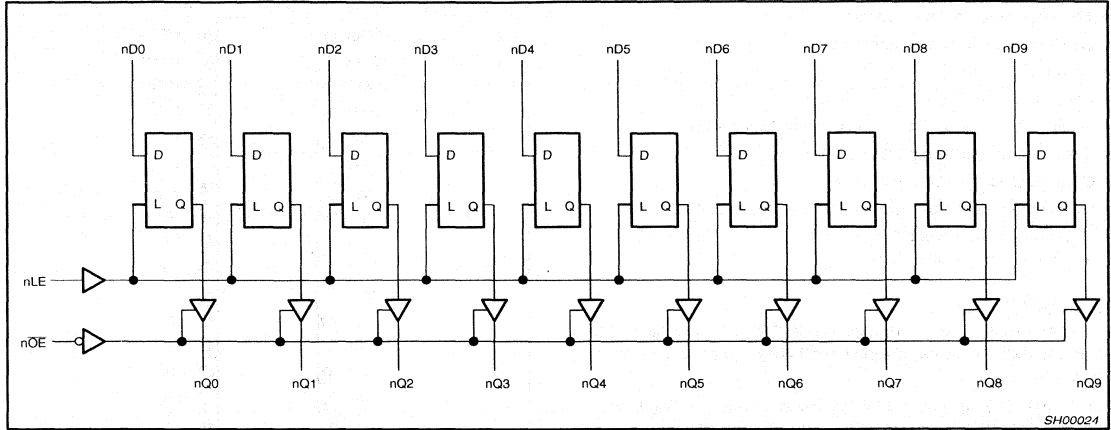 nD0 nD1 nD2 nD3 nD4 nD5 nD6 nD7 nD8 nD9
D D D D D D D D D D
L Q L Q L Q L Q L Q L Q L Q L Q L Q L Q
nLE
nO̅E̅
nQ0 nQ1 nQ2 nQ3 nQ4 nQ5 nQ6 nQ7 nQ8 nQ9
SH00024